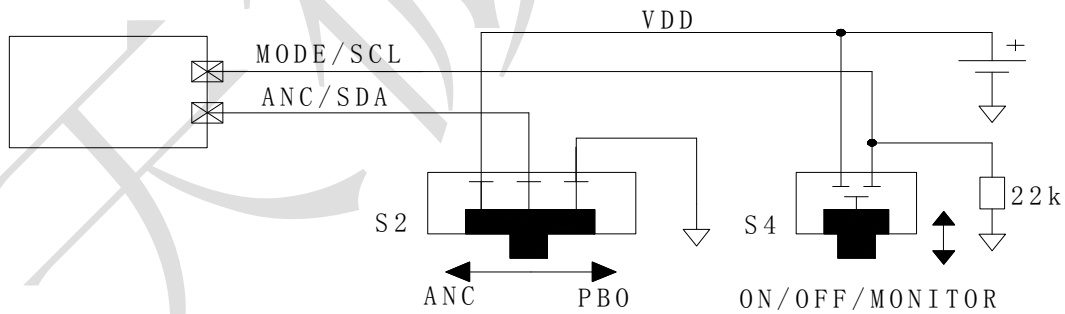 VDD
+
MODE/SCL
ANC/SDA
S2
S4
22k
ANC
PBO
ON/OFF/MONITOR